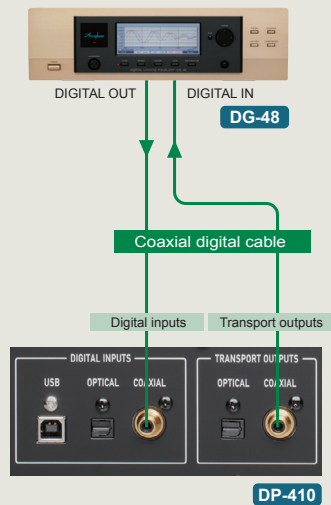 Accuphase
DIGITAL OUT
DIGITAL IN
DG-48
Coaxial digital cable
Digital inputs
Transport outputs
DIGITAL INPUTS
TRANSPORT OUTPUTS
USB
OPTICAL
COAXIAL
OPTICAL
COAXIAL
DP-410